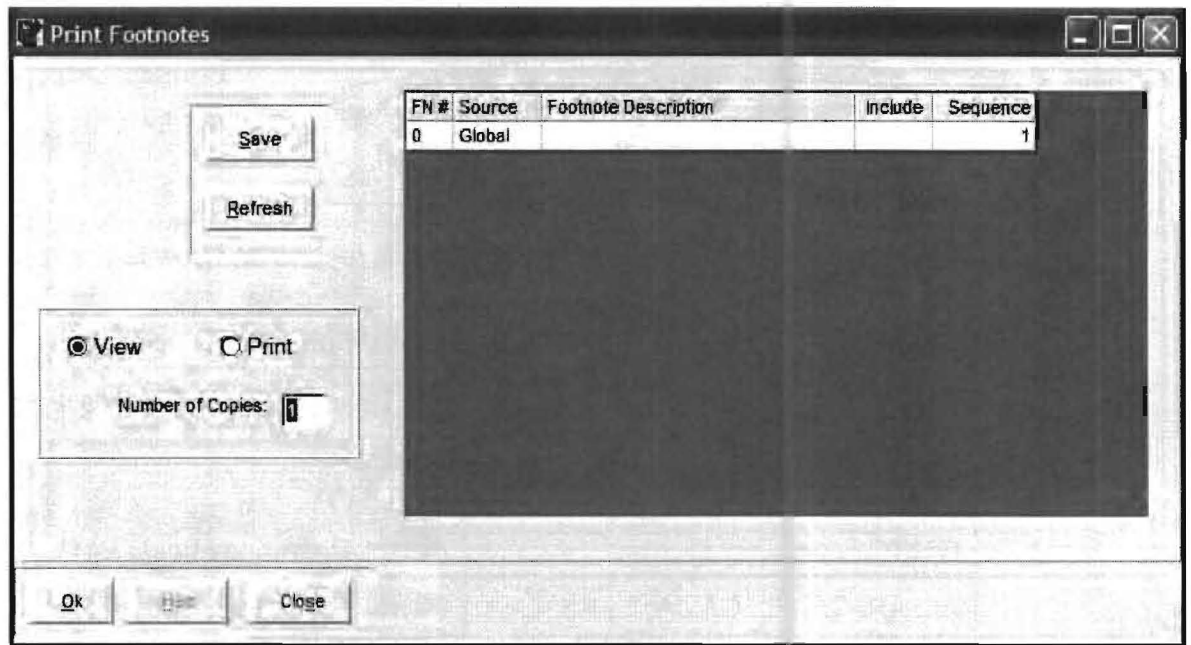 Print Footnotes
Save
Refresh
View Print
Number of Copies: 1
FN # Source Footnote Description Include Sequence
0 Global 1
Ok Close